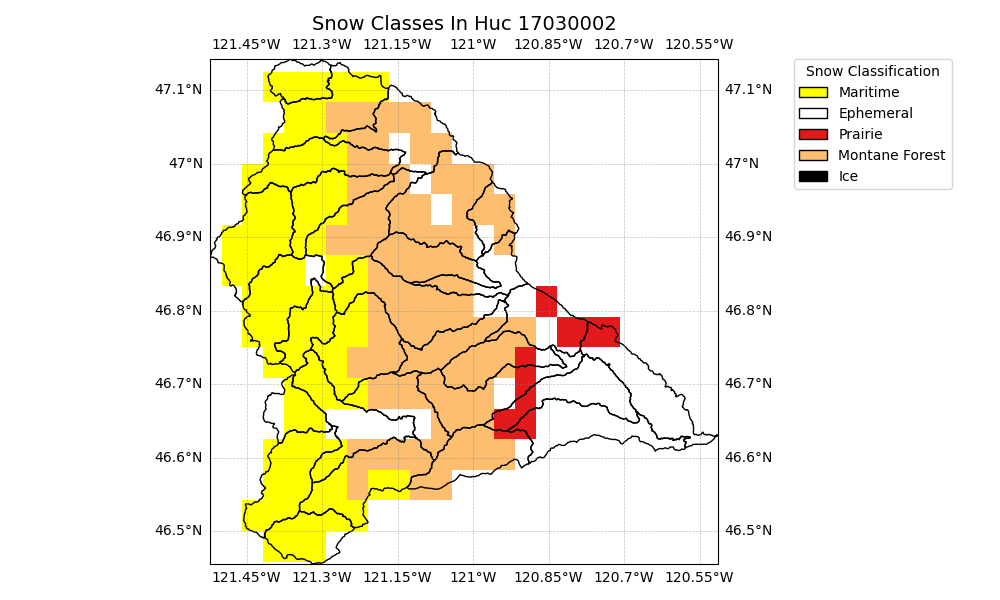 Snow Classes In Huc 17030002
121.45°W 121.3°W 121.15°W 121°W 120.85°W 120.7°W 120.55°W
Snow Classification
47.1°N 47.1°N Maritime
Ephemeral
Prairie
47°N 47°N Montane Forest
Ice
46.9°N 46.9°N
46.8°N 46.8°N
46.7°N 46.7°N
46.6°N 46.6°N
46.5°N 46.5°N
121.45°W 121.3°W 121.15°W 121°W 120.85°W 120.7°W 120.55°W